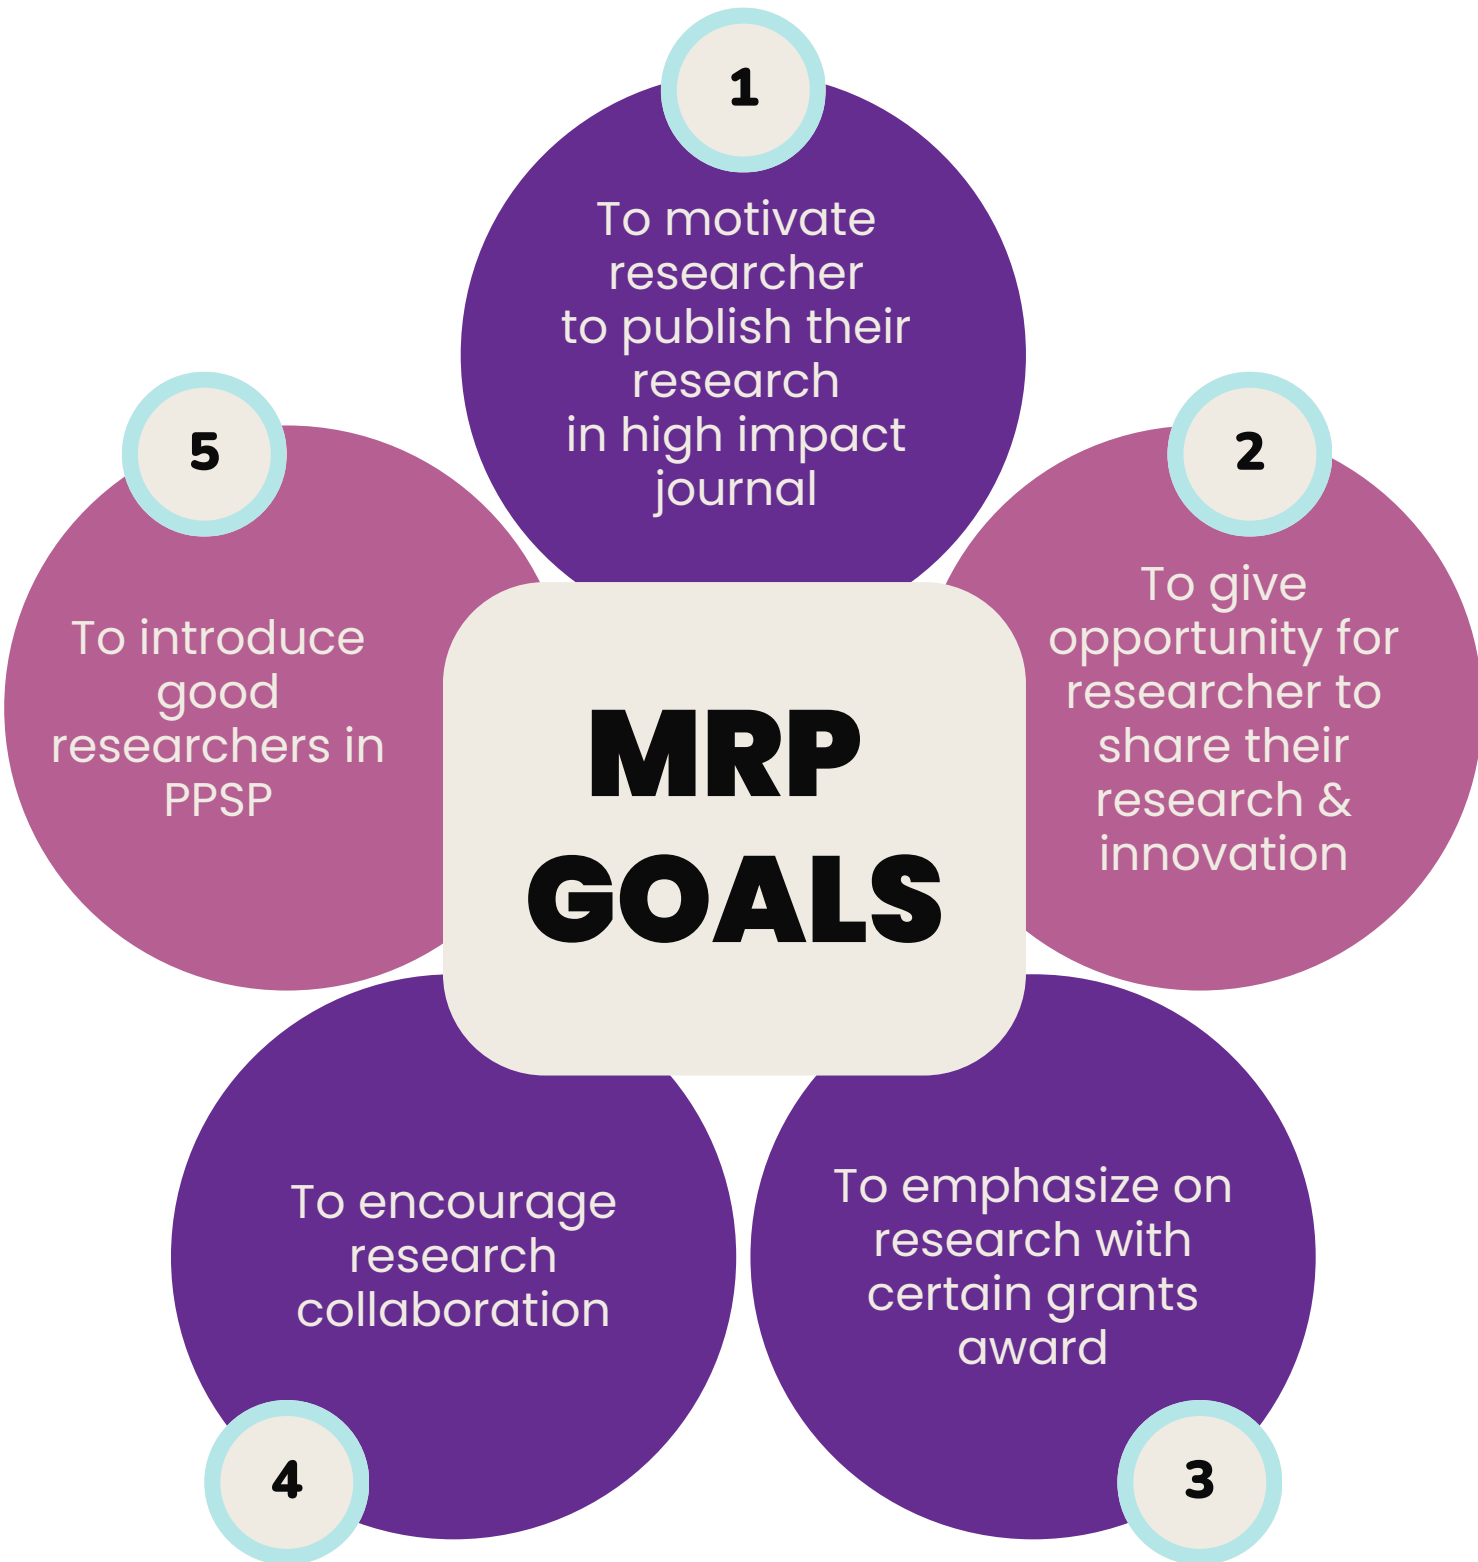 1
To motivate
researcher
to publish their
research
in high impact
journal
2
To give
opportunity for
researcher to
share their
research &
innovation
3
To emphasize on
research with
certain grants
award
4
To encourage
research
collaboration
5
To introduce
good
researchers in
PPSP
MRP
GOALS